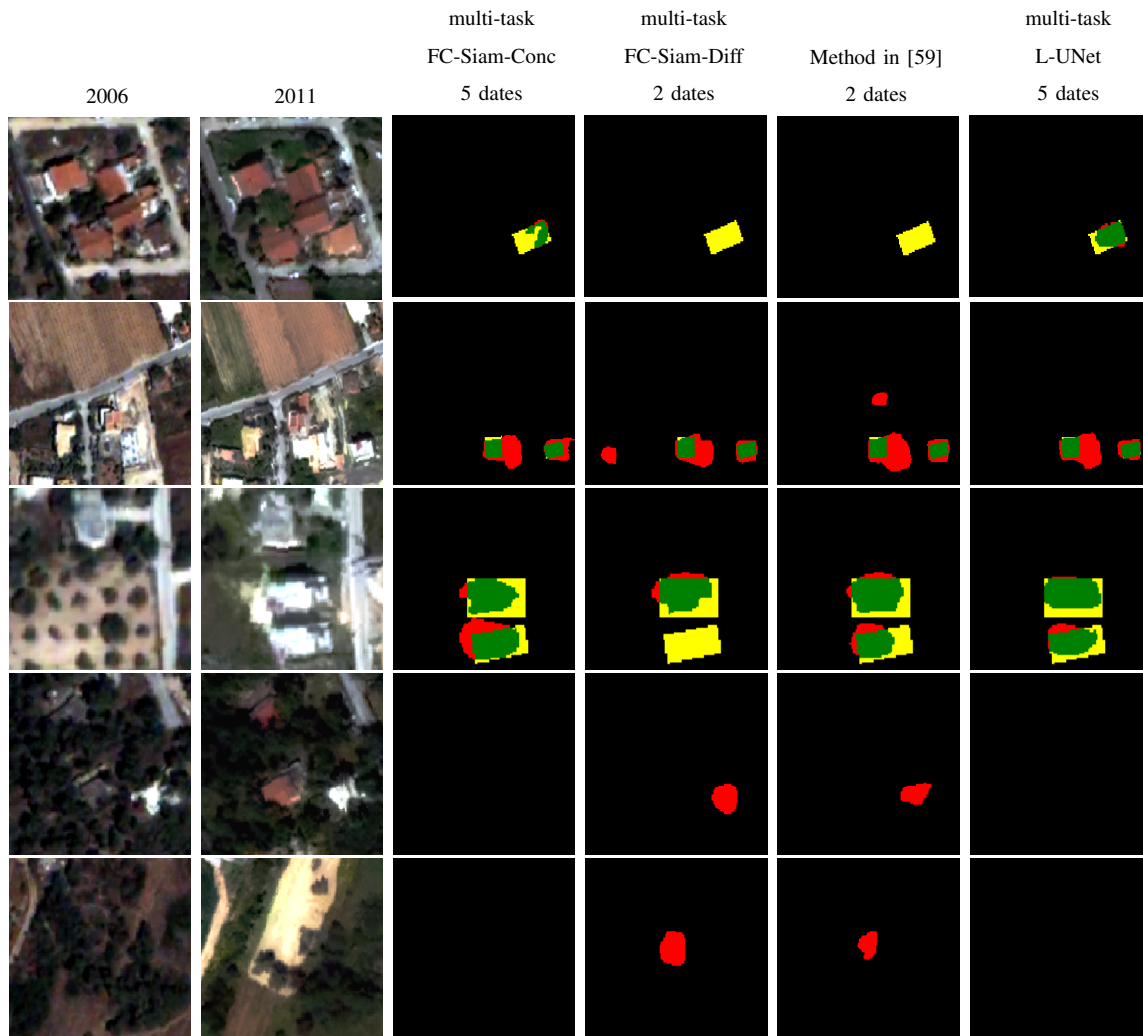 multi-task multi-task multi-task
FC-Siam-Conc FC-Siam-Diff Method in [59] L-UNet
2006 2011 5 dates 2 dates 2 dates 5 dates